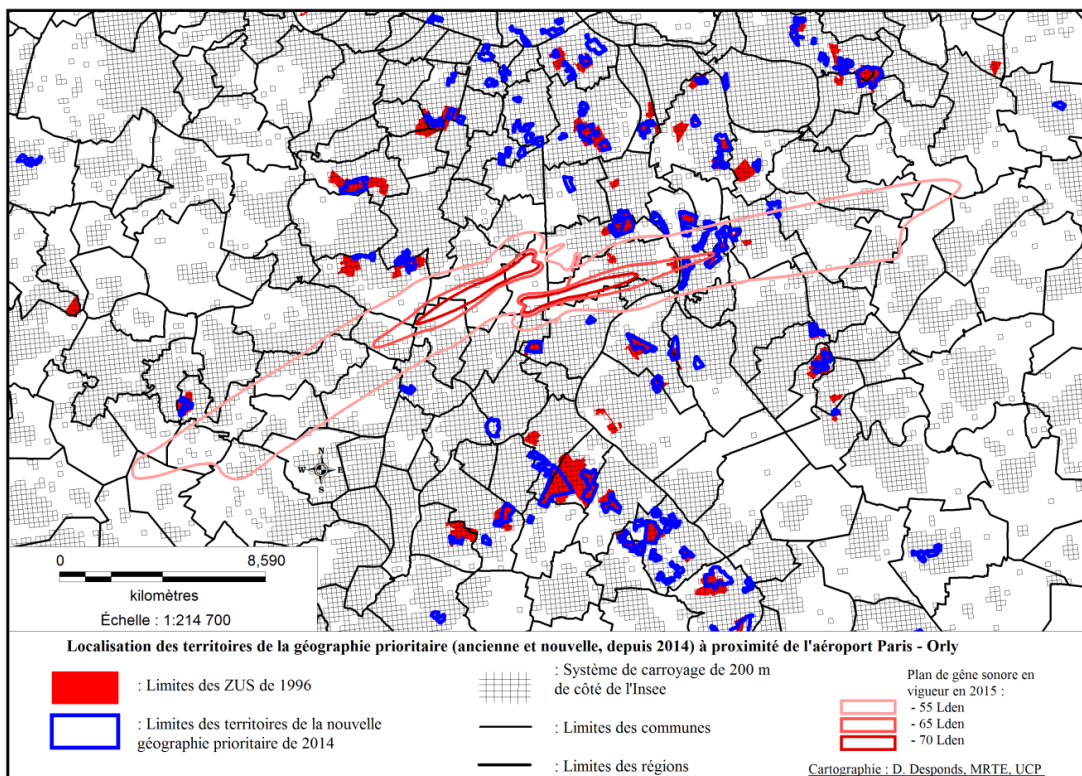 N
W E
S
0 8,590
kilomètres
Échelle : 1:214 700
Localisation des territoires de la géographie prioritaire (ancienne et nouvelle, depuis 2014) à proximité de l'aéroport Paris - Orly
: Limites des ZUS de 1996
: Limites des territoires de la nouvelle
géographie prioritaire de 2014
: Système de carroyage de 200 m
de côté de l'Insee
: Limites des communes
: Limites des régions
Plan de gêne sonore en
vigueur en 2015 :
- 55 Lden
- 65 Lden
- 70 Lden
Cartographie : D. Desponds, MRTE, UCP